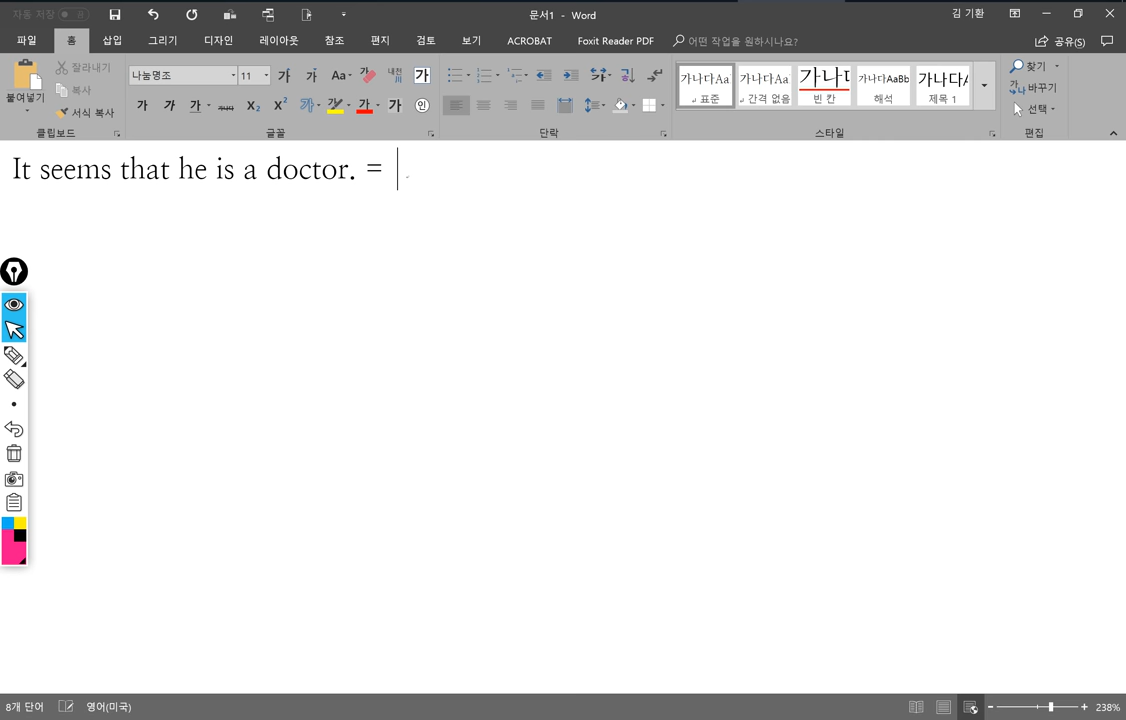 자동 저장
문서1 - Word
김 기환
파일 홈 삽입 그리기 디자인 레이아웃 참조 편지 검토 보기 ACROBAT Foxit Reader PDF 어떤 작업을 원하시나요? 공유(S)
붙여넣기
잘라내기
복사
서식 복사
클립보드
나눔명조 11
글꼴
단락
가나다Aa 가나다Aa 가나다 가나다AaBb 가나다A
표준 간격 없음 빈 칸 해석 제목 1
스타일
찾기
바꾸기
선택
편집
It seems that he is a doctor. =
8개 단어 영어(미국) 238%